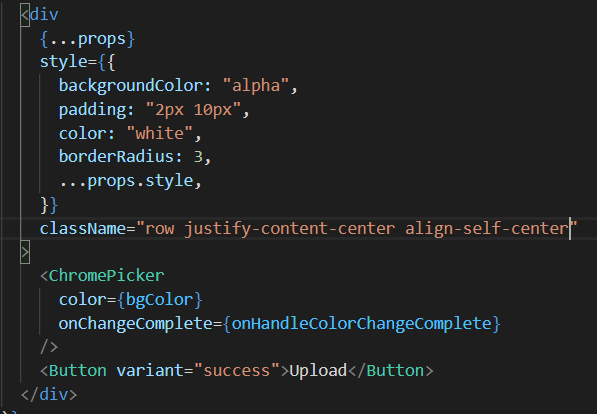 <div
{...props}
style={{
backgroundColor: "alpha",
padding: "2px 10px",
color: "white",
borderRadius: 3,
...props.style,
}}
className="row justify-content-center align-self-center"
>
<ChromePicker
color={bgColor}
onChangeComplete={onHandleColorChangeComplete}
/>
<Button variant="success">Upload</Button>
</div>